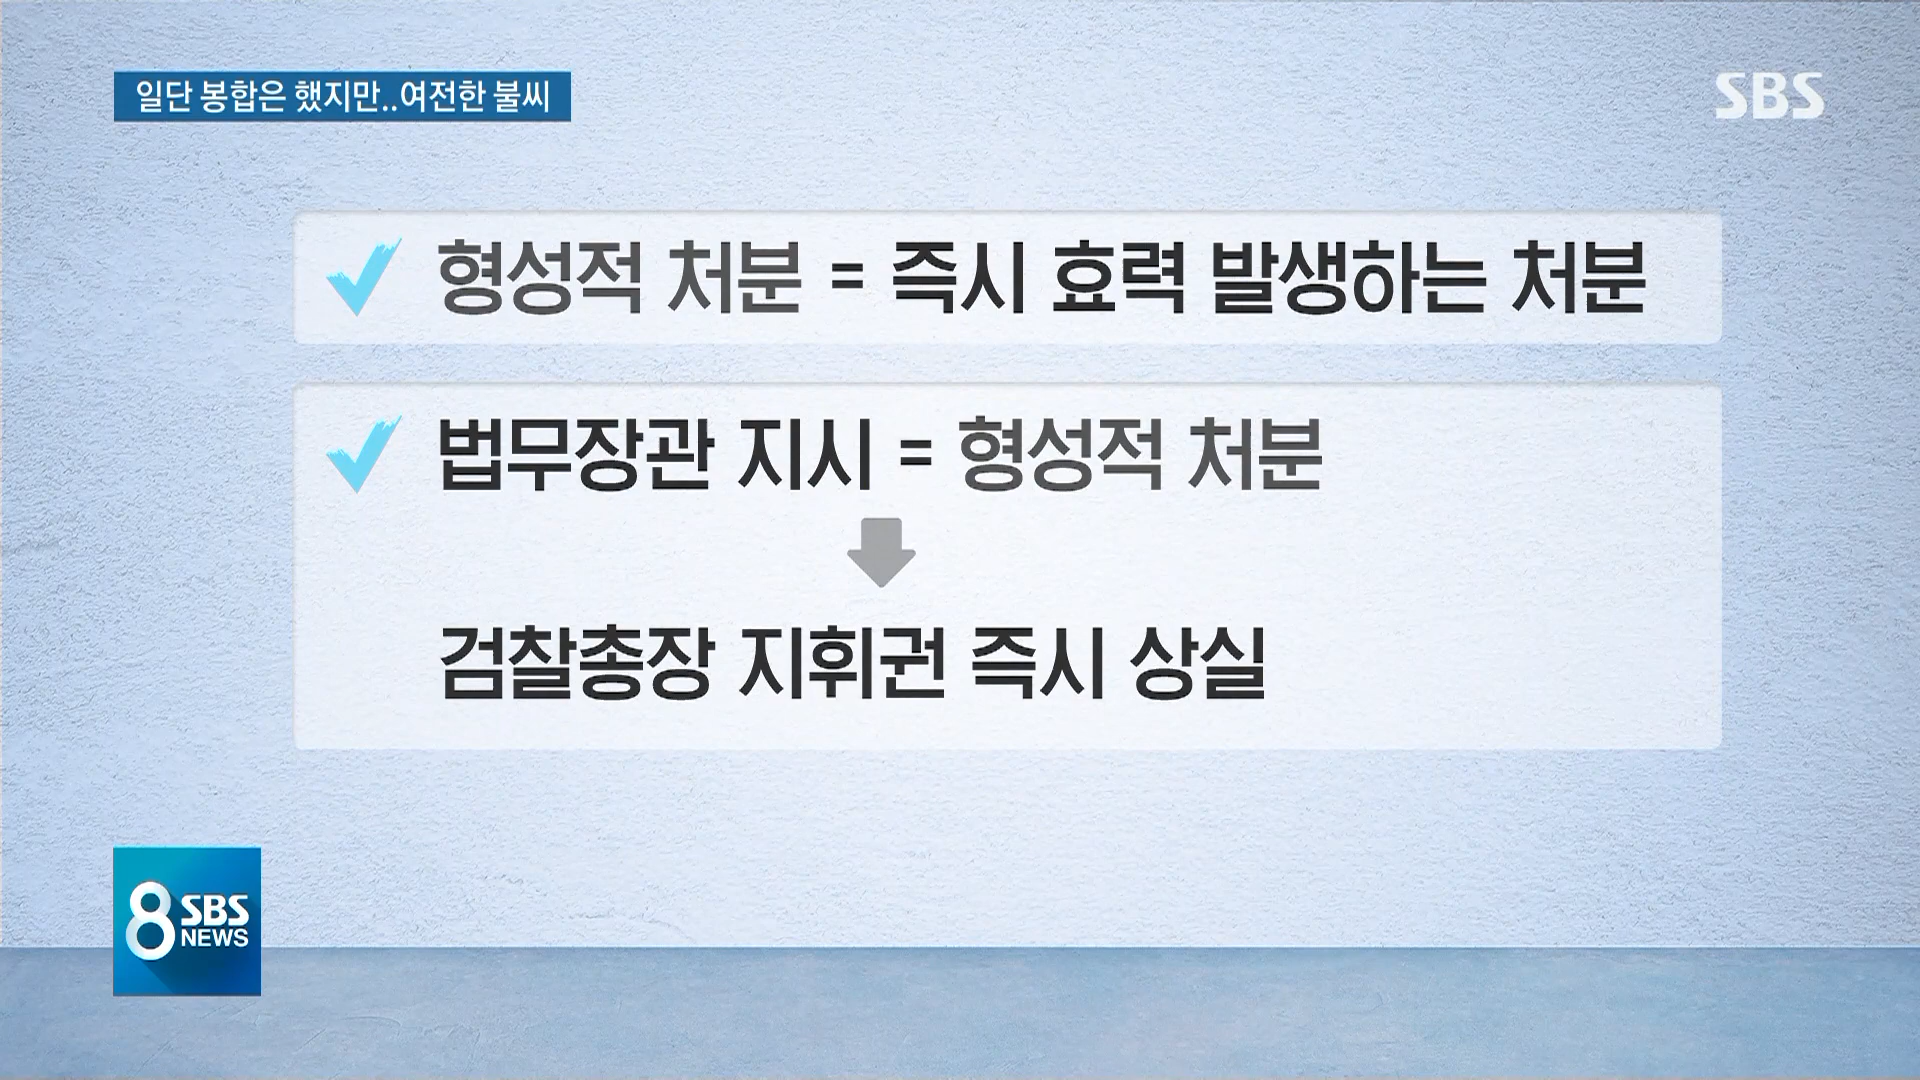 일단 봉합은 했지만..여전한 불씨
SBS
형성적 처분 = 즉시 효력 발생하는 처분
법무장관 지시 = 형성적 처분
검찰총장 지휘권 즉시 상실
8 SBS
NEWS